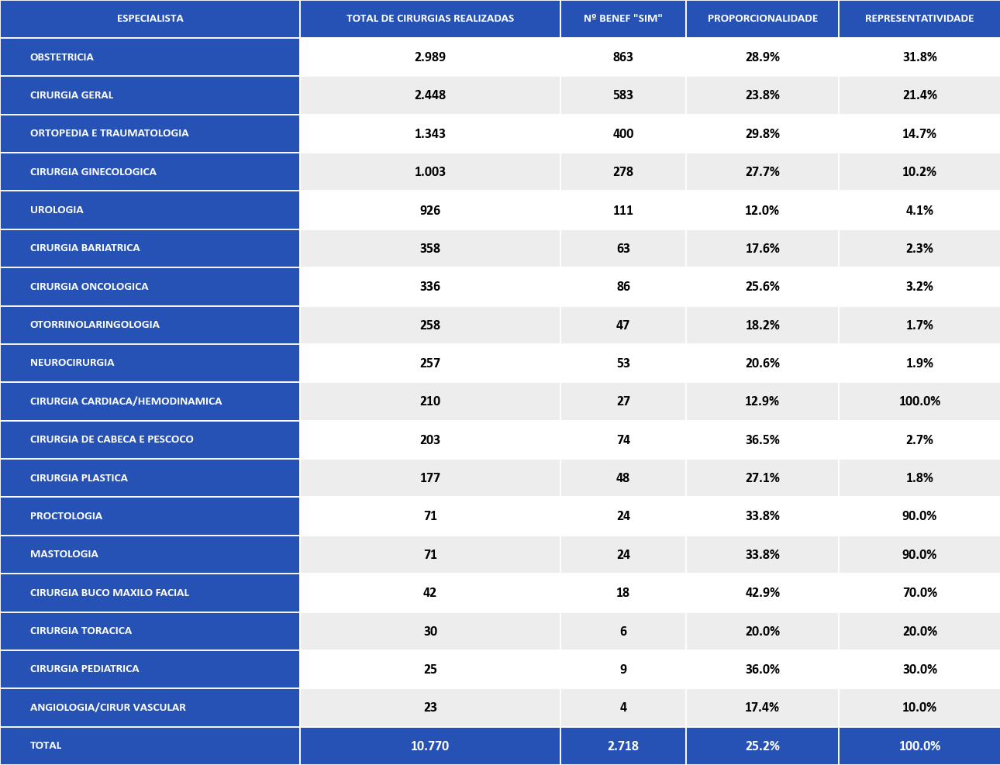 ESPECIALISTA TOTAL DE CIRURGIAS REALIZADAS Nº BENEF "SIM" PROPORCIONALIDADE REPRESENTATIVIDADE
OBSTETRICIA 2.989 863 28.9% 31.8%
CIRURGIA GERAL 2.448 583 23.8% 21.4%
ORTOPEDIA E TRAUMATOLOGIA 1.343 400 29.8% 14.7%
CIRURGIA GINECOLOGICA 1.003 278 27.7% 10.2%
UROLOGIA 926 111 12.0% 4.1%
CIRURGIA BARIATRICA 358 63 17.6% 2.3%
CIRURGIA ONCOLOGICA 336 86 25.6% 3.2%
OTORRINOLARINGOLOGIA 258 47 18.2% 1.7%
NEUROCIRURGIA 257 53 20.6% 1.9%
CIRURGIA CARDIACA/HEMODINAMICA 210 27 12.9% 100.0%
CIRURGIA DE CABECA E PESCOCO 203 74 36.5% 2.7%
CIRURGIA PLASTICA 177 48 27.1% 1.8%
PROCTOLOGIA 71 24 33.8% 90.0%
MASTOLOGIA 71 24 33.8% 90.0%
CIRURGIA BUCO MAXILO FACIAL 42 18 42.9% 70.0%
CIRURGIA TORACICA 30 6 20.0% 20.0%
CIRURGIA PEDIATRICA 25 9 36.0% 30.0%
ANGIOLOGIA/CIRUR VASCULAR 23 4 17.4% 10.0%
TOTAL 10.770 2.718 25.2% 100.0%